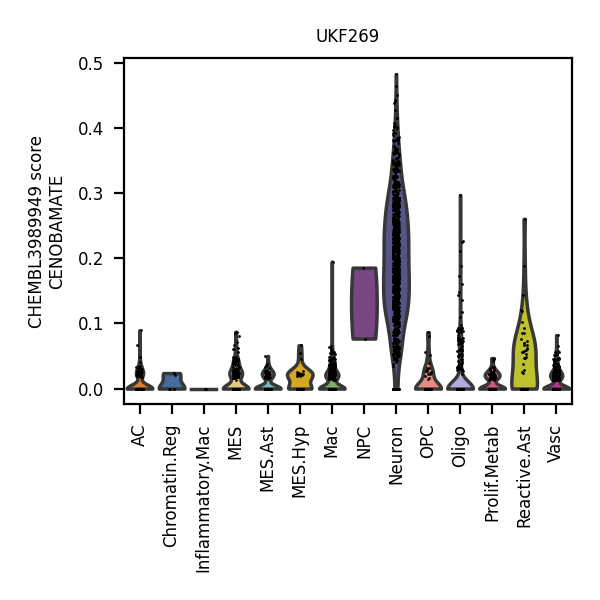 UKF269
CHEMBL3989949 score
CENOBAMATE
0.5
0.4
0.3
0.2
0.1
0.0
AC
Chromatin.Reg
Inflammatory.Mac
MES
MES.Ast
MES.Hyp
Mac
NPC
Neuron
OPC
Oligo
Prolif.Metab
Reactive.Ast
Vasc